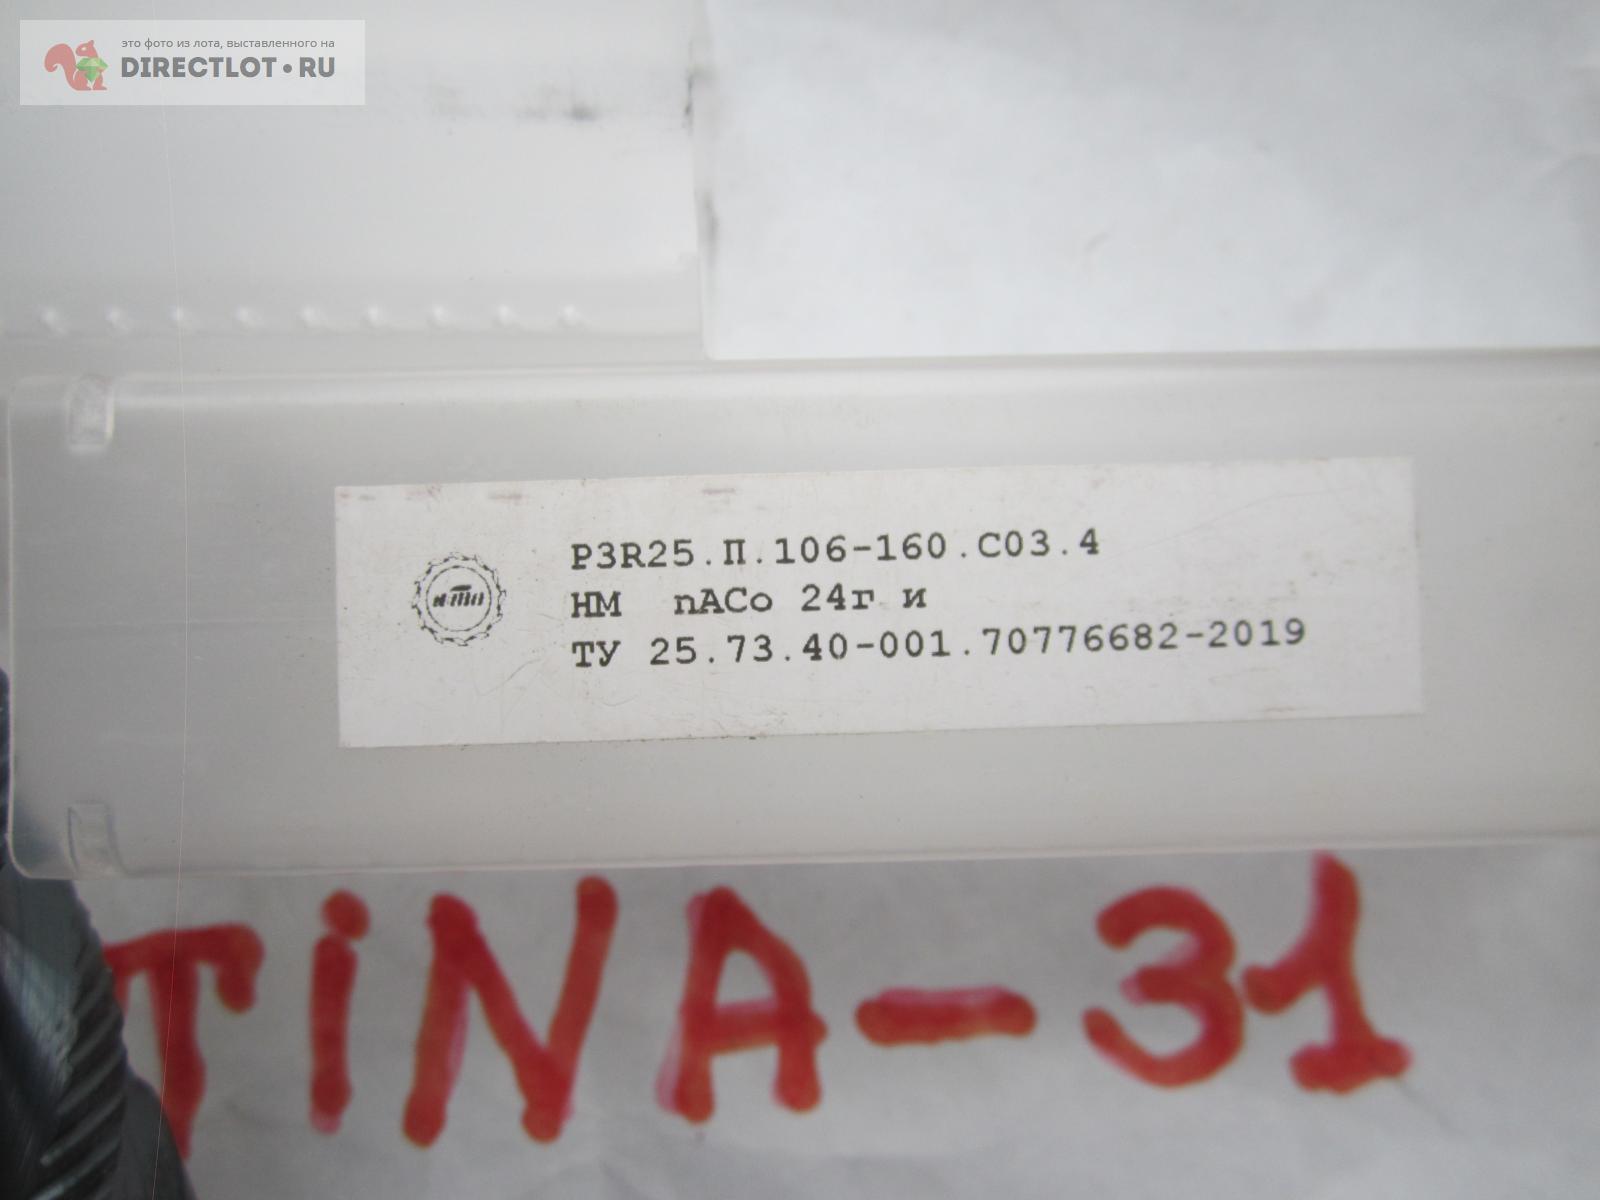 это фото из лота, выставленного на
DIRECTLOT•RU
P3R25.П.106-160.C03.4
НМ nACo 24г и
ТУ 25.73.40-001.70776682-2019
TiNA-31